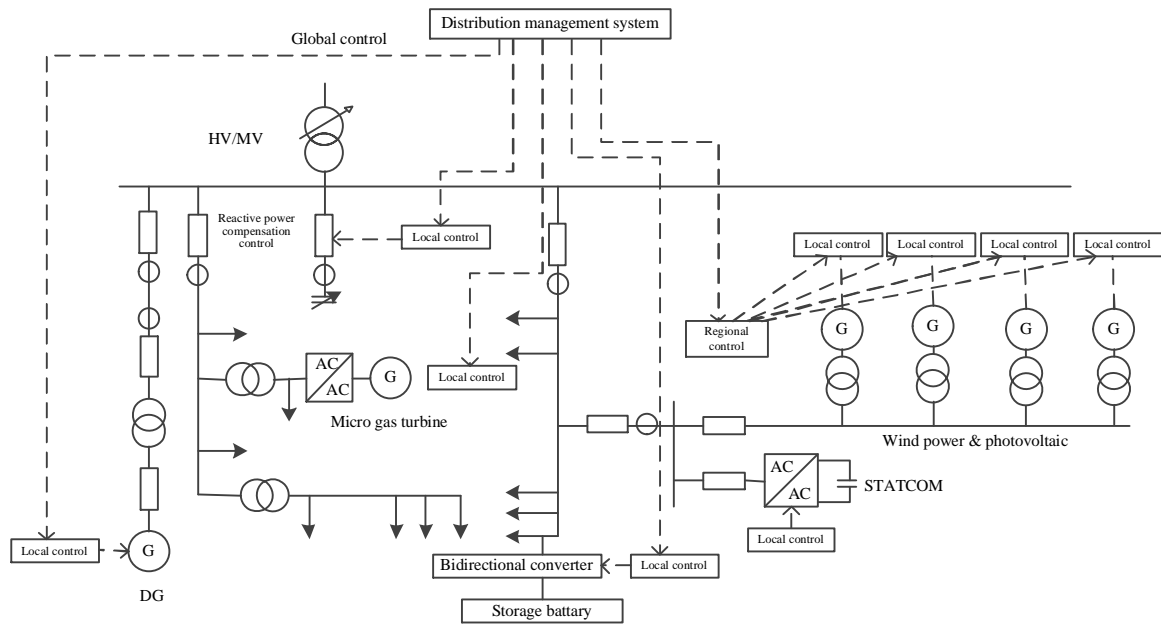 Distribution management system
Global control
HV/MV
Reactive power
compensation
control
Local control
Local control
Local control
Local control
Local control
Regional
control
G
G
G
G
Local control
AC
AC
G
Micro gas turbine
Wind power & photovoltaic
AC
AC
STATCOM
Local control
Local control
G
DG
Bidirectional converter
Local control
Storage battary